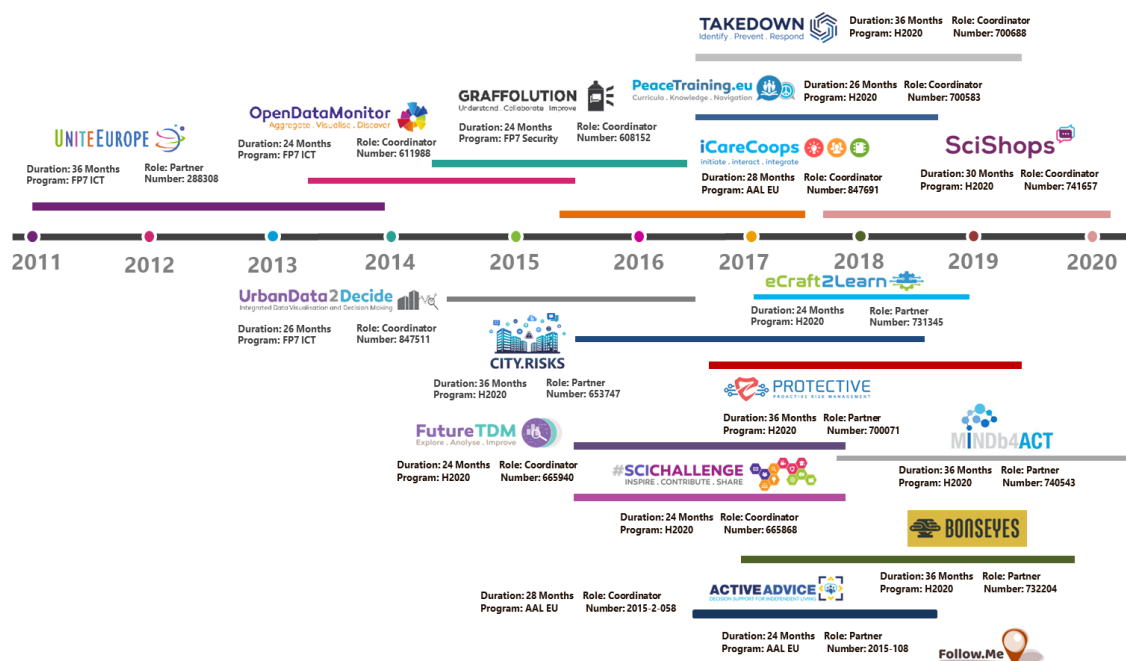 TAKEDOWN
Identify . Prevent . Respond
Duration: 36 Months Role: Coordinator
Program: H2020 Number: 700688
PeaceTraining.eu
Curricula . Knowledge . Navigation
Duration: 26 Months Role: Coordinator
Program: H2020 Number: 700583
GRAFFOLUTION
Understand . Collaborate . Improve
Duration: 24 Months Role: Coordinator
Program: FP7 Security Number: 608152
OpenDataMonitor
Aggregate . Visualise . Discover
Duration: 24 Months Role: Coordinator
Program: FP7 ICT Number: 611988
UNITEEUROPE
Duration: 36 Months Role: Partner
Program: FP7 ICT Number: 288308
iCareCoops
initiate . interact . integrate
Duration: 28 Months Role: Coordinator
Program: AAL EU Number: 847691
SciShops
Duration: 30 Months Role: Coordinator
Program: H2020 Number: 741657
2011 2012 2013 2014 2015 2016 2017 2018 2019 2020
UrbanData2Decide
Integrated Data Visualisation and Decision Making
Duration: 26 Months Role: Coordinator
Program: FP7 ICT Number: 847511
eCraft2Learn
Duration: 24 Months Role: Partner
Program: H2020 Number: 731345
CITY.RISKS
Duration: 36 Months Role: Partner
Program: H2020 Number: 653747
PROTECTIVE
PROACTIVE RISK MANAGEMENT
Duration: 36 Months Role: Partner
Program: H2020 Number: 700071
FutureTDM
Explore . Analyse . Improve
Duration: 24 Months Role: Coordinator
Program: H2020 Number: 665940
MINDb4ACT
Duration: 36 Months Role: Partner
Program: H2020 Number: 740543
#SCICHALLENGE
INSPIRE . CONTRIBUTE . SHARE
Duration: 24 Months Role: Coordinator
Program: H2020 Number: 665868
BONSEYES
Duration: 36 Months Role: Partner
Program: H2020 Number: 732204
ACTIVEADVICE
DECISION SUPPORT FOR INDEPENDENT LIVING
Duration: 28 Months Role: Coordinator
Program: AAL EU Number: 2015-2-058
Duration: 24 Months Role: Partner
Program: AAL EU Number: 2015-108
Follow.Me